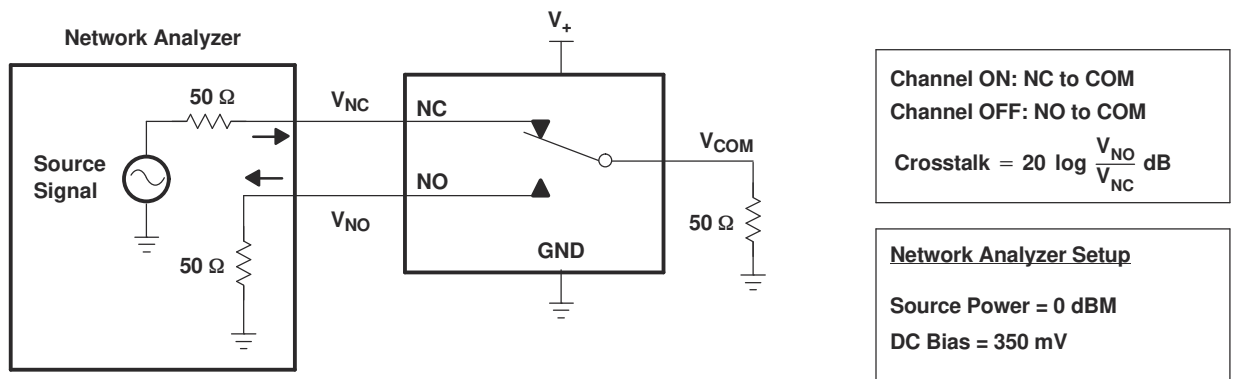 Network Analyzer
V+
50 Ω
VNC
NC
Source
Signal
VCOM
NO
VNO
50 Ω
50 Ω
GND
Channel ON: NC to COM
Channel OFF: NO to COM
Crosstalk = 20 log VNO/VNC dB
Network Analyzer Setup
Source Power = 0 dBM
DC Bias = 350 mV